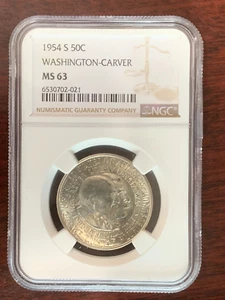 1954 S 50C
WASHINGTON-CARVER
MS 63
6530702-021
NUMISMATIC GUARANTY COMPANY
NGC